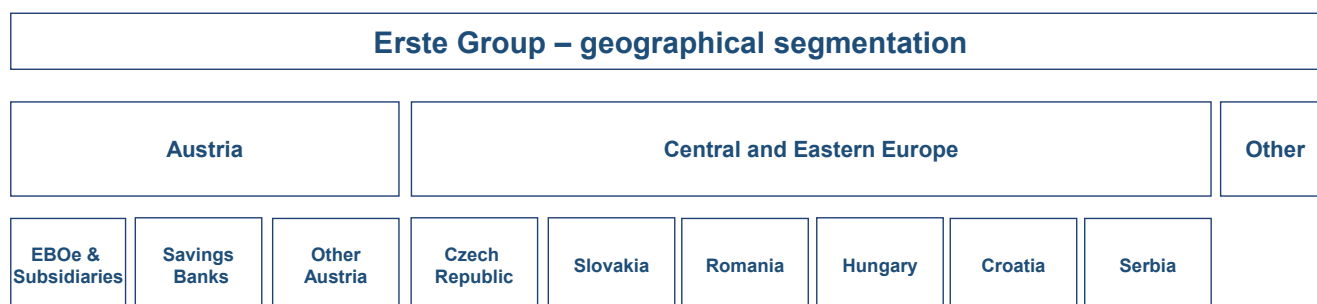 Erste Group – geographical segmentation
Austria
Central and Eastern Europe
Other
EBOe &
Subsidiaries
Savings
Banks
Other
Austria
Czech
Republic
Slovakia
Romania
Hungary
Croatia
Serbia